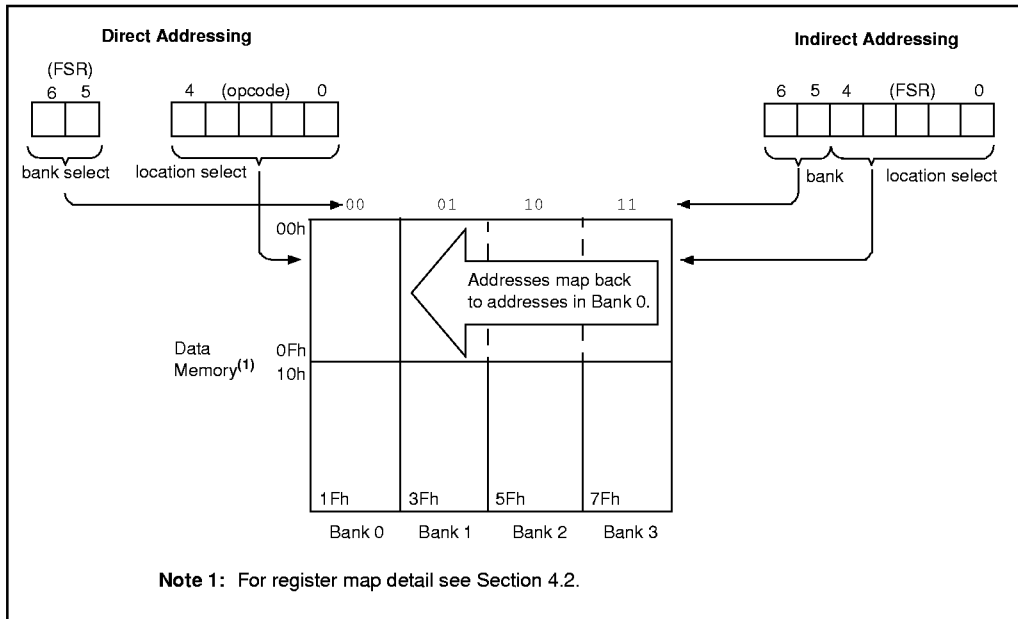 Direct Addressing
Indirect Addressing
(FSR)
6 5
4 (opcode) 0
6 5 4 (FSR) 0
bank select
location select
bank
location select
00 01 10 11
00h
Addresses map back
to addresses in Bank 0.
Data
Memory(1)
0Fh
10h
1Fh 3Fh 5Fh 7Fh
Bank 0 Bank 1 Bank 2 Bank 3
Note 1: For register map detail see Section 4.2.